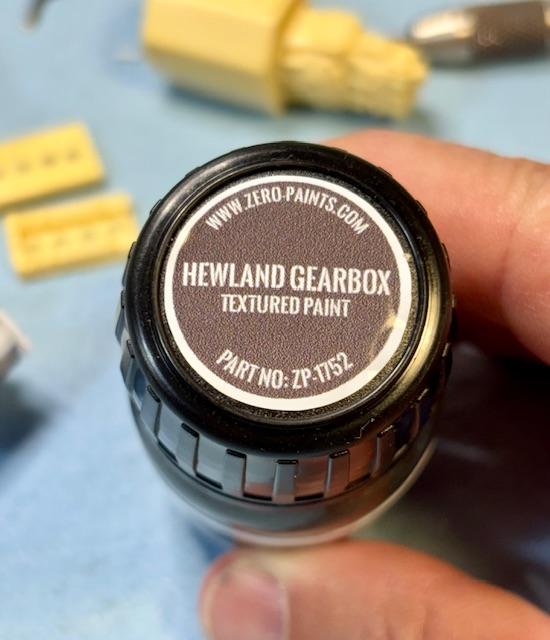 WWW.ZERO-PAINTS.COM
HEWLAND GEARBOX
TEXTURED PAINT
PART NO: ZP-1752